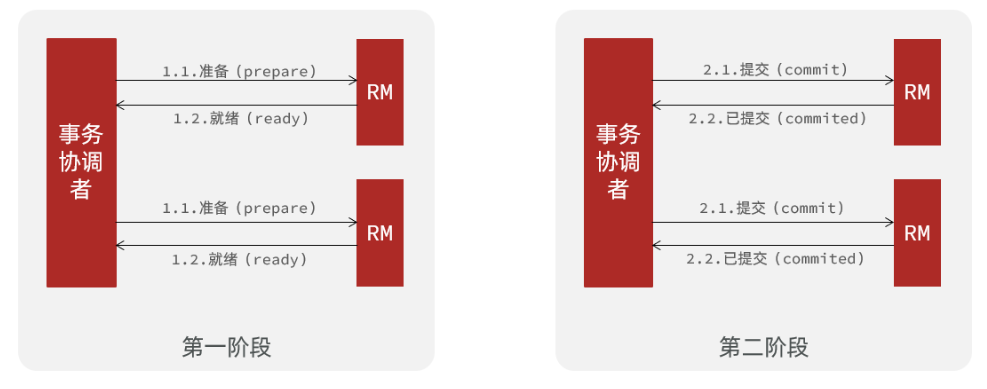 事务
协调
者
1.1.准备（prepare）
1.2.就绪（ready）
RM
1.1.准备（prepare）
1.2.就绪（ready）
RM
第一阶段
事务
协调
者
2.1.提交（commit）
2.2.已提交（commited）
RM
2.1.提交（commit）
2.2.已提交（commited）
RM
第二阶段